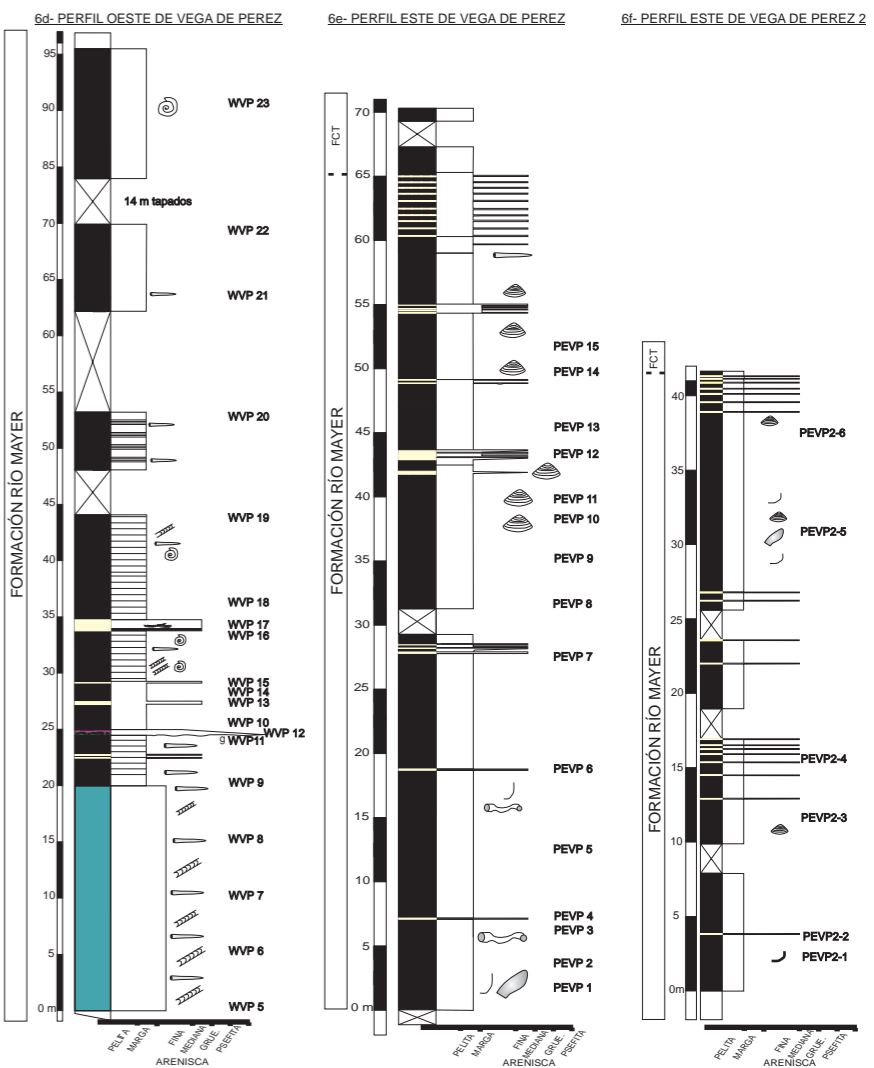 6d- PERFIL OESTE DE VEGA DE PEREZ
6e- PERFIL ESTE DE VEGA DE PEREZ
6f- PERFIL ESTE DE VEGA DE PEREZ 2
FORMACIÓN RÍO MAYER
95
90
85
70
65
60
55
50
45
40
35
30
25
20
15
10
5
0 m
14 m tapados
WVP 23
WVP 22
WVP 21
WVP 20
WVP 19
WVP 18
WVP 17
WVP 16
WVP 15
WVP 14
WVP 13
WVP 10
WVP 12
g WVP11
WVP 9
WVP 8
WVP 7
WVP 6
WVP 5
PELITA
MARGA
FINA
MEDIANA
GRUE.
PSEFITA
ARENISCA
FCT
FORMACIÓN RÍO MAYER
70
65
60
55
50
45
40
35
30
25
20
15
10
5
0 m
PEVP 15
PEVP 14
PEVP 13
PEVP 12
PEVP 11
PEVP 10
PEVP 9
PEVP 8
PEVP 7
PEVP 6
PEVP 5
PEVP 4
PEVP 3
PEVP 2
PEVP 1
PELITA
MARGA
FINA
MEDIANA
GRUE.
PSEFITA
ARENISCA
FCT
FORMACIÓN RÍO MAYER
40
35
30
25
20
15
10
5
0m
PEVP2-6
PEVP2-5
PEVP2-4
PEVP2-3
PEVP2-2
PEVP2-1
PELITA
MARGA
FINA
MEDIANA
GRUE.
PSEFITA
ARENISCA